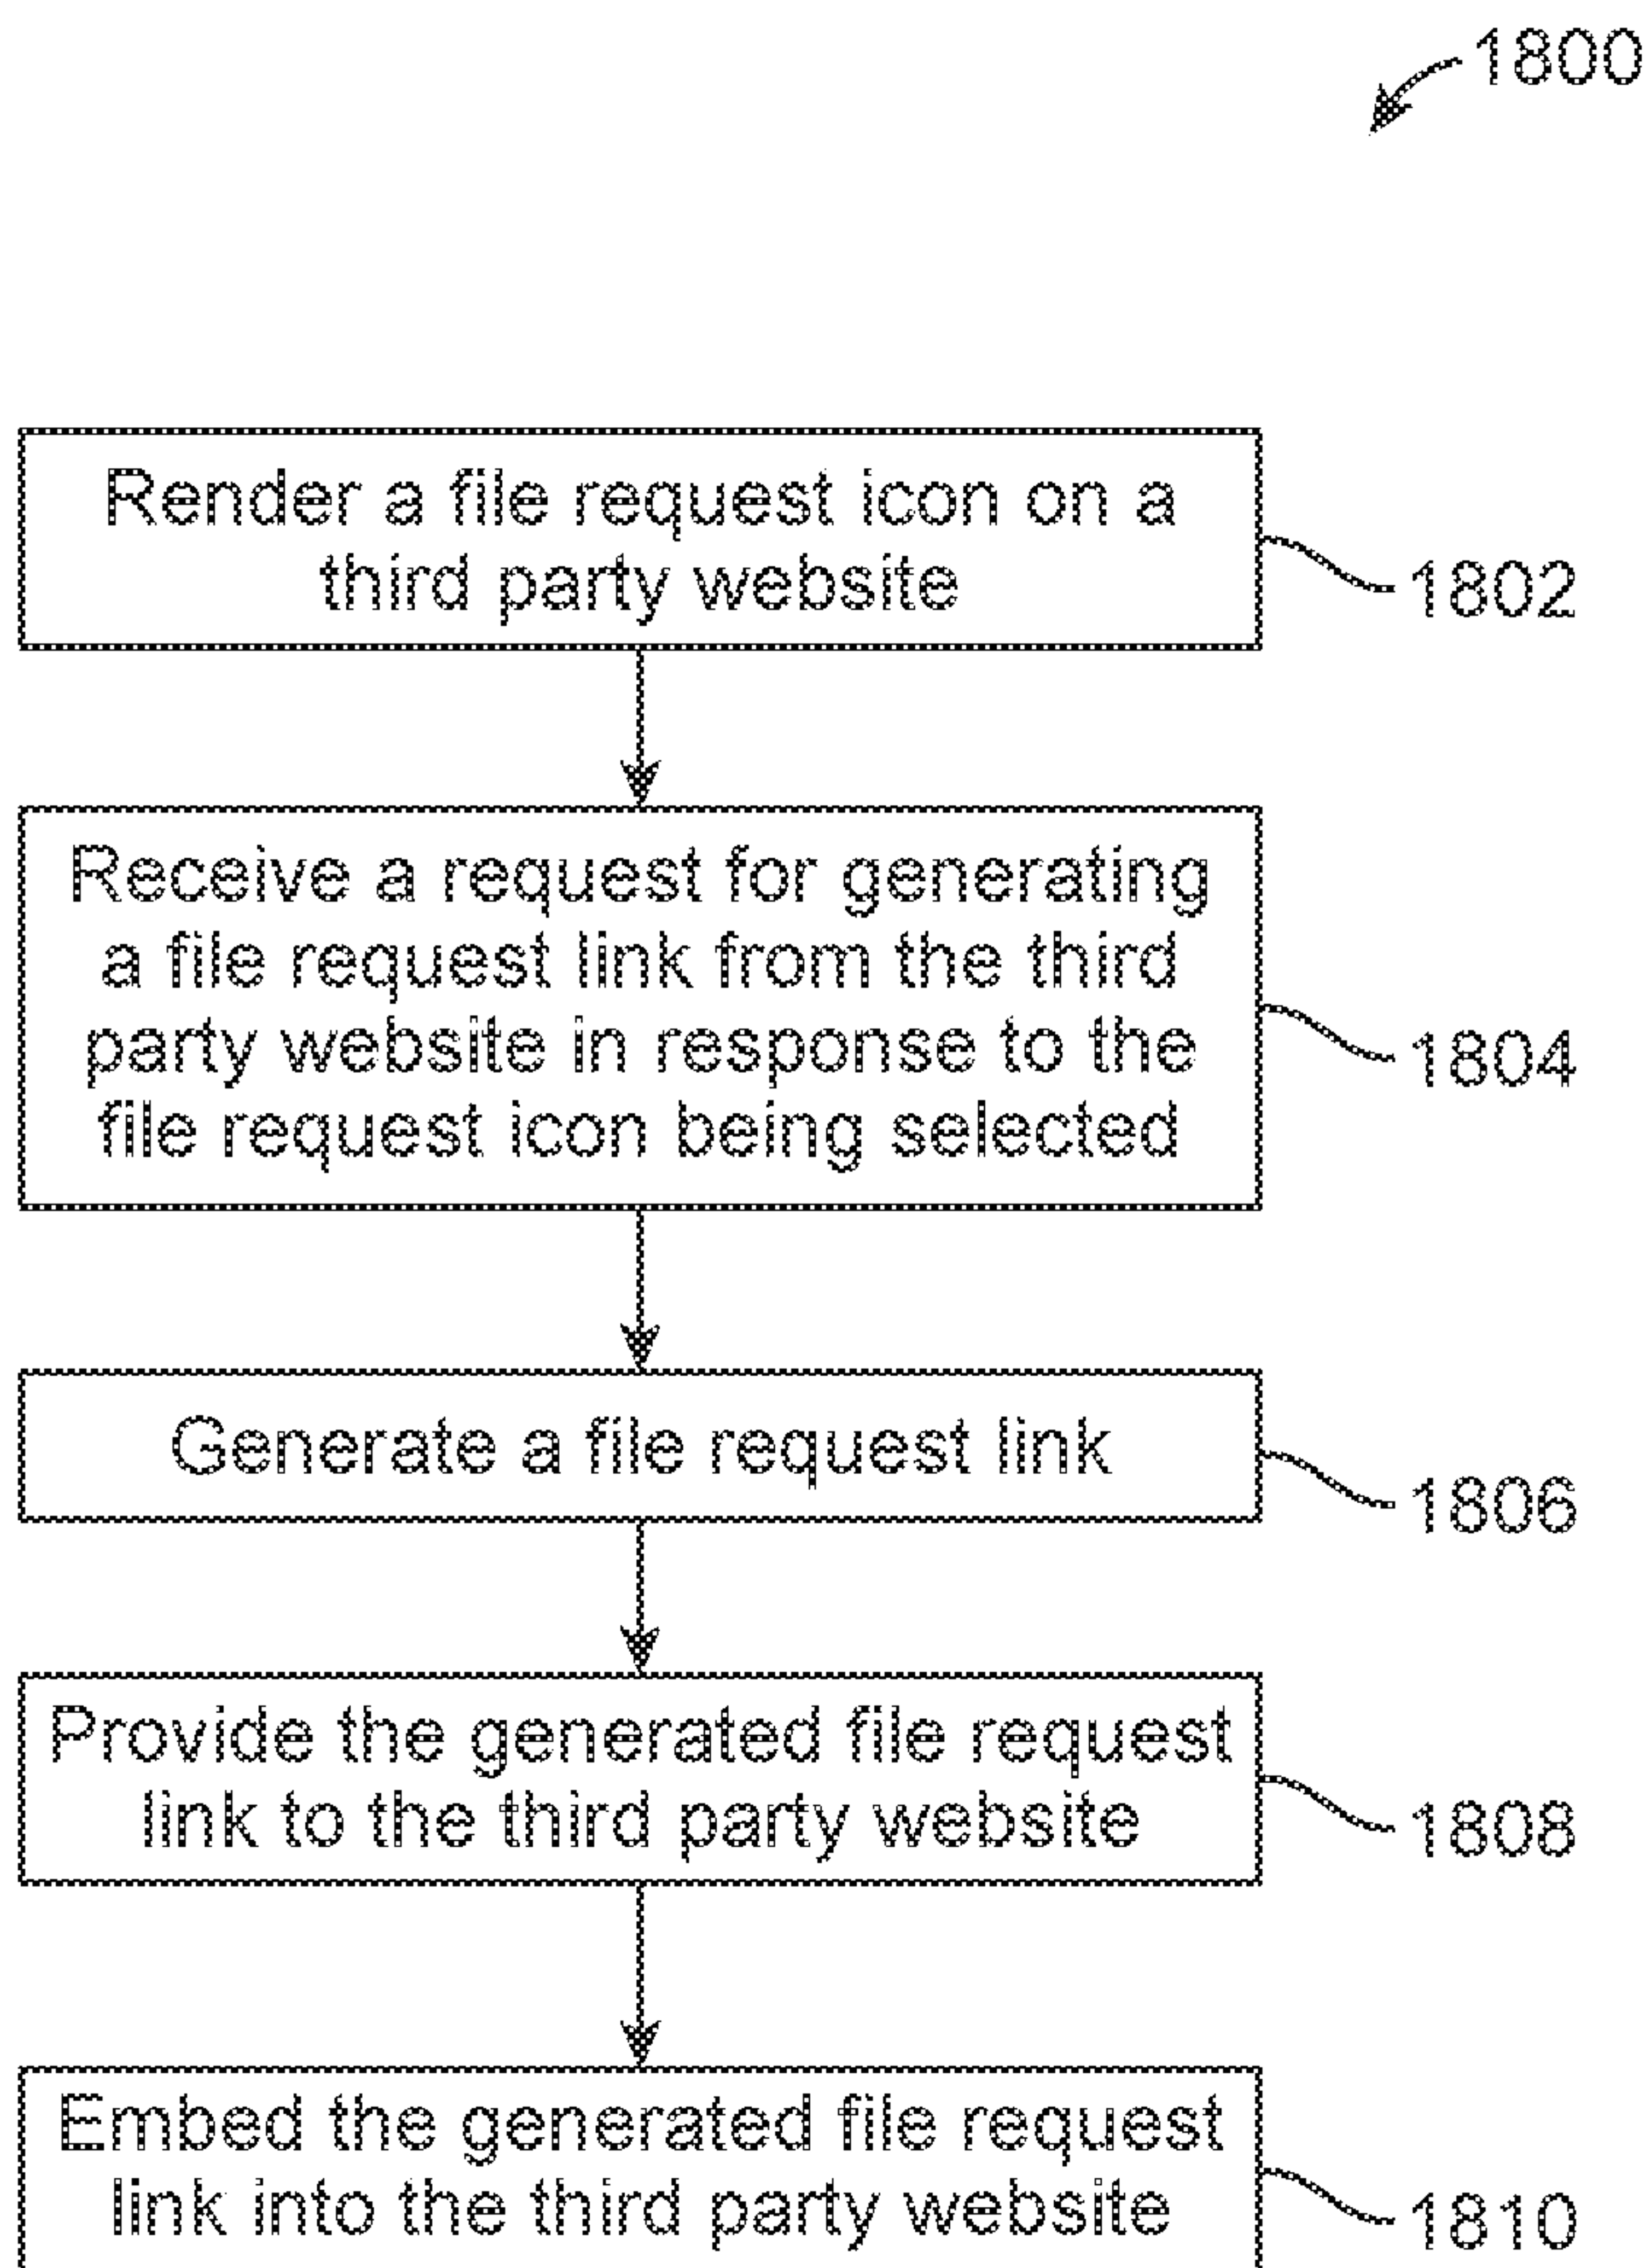 1800
Render a file request icon on a
third party website
1802
Receive a request for generating
a file request link from the third
party website in response to the
file request icon being selected
1804
Generate a file request link
1806
Provide the generated file request
link to the third party website
1808
Embed the generated file request
link into the third party website
1810